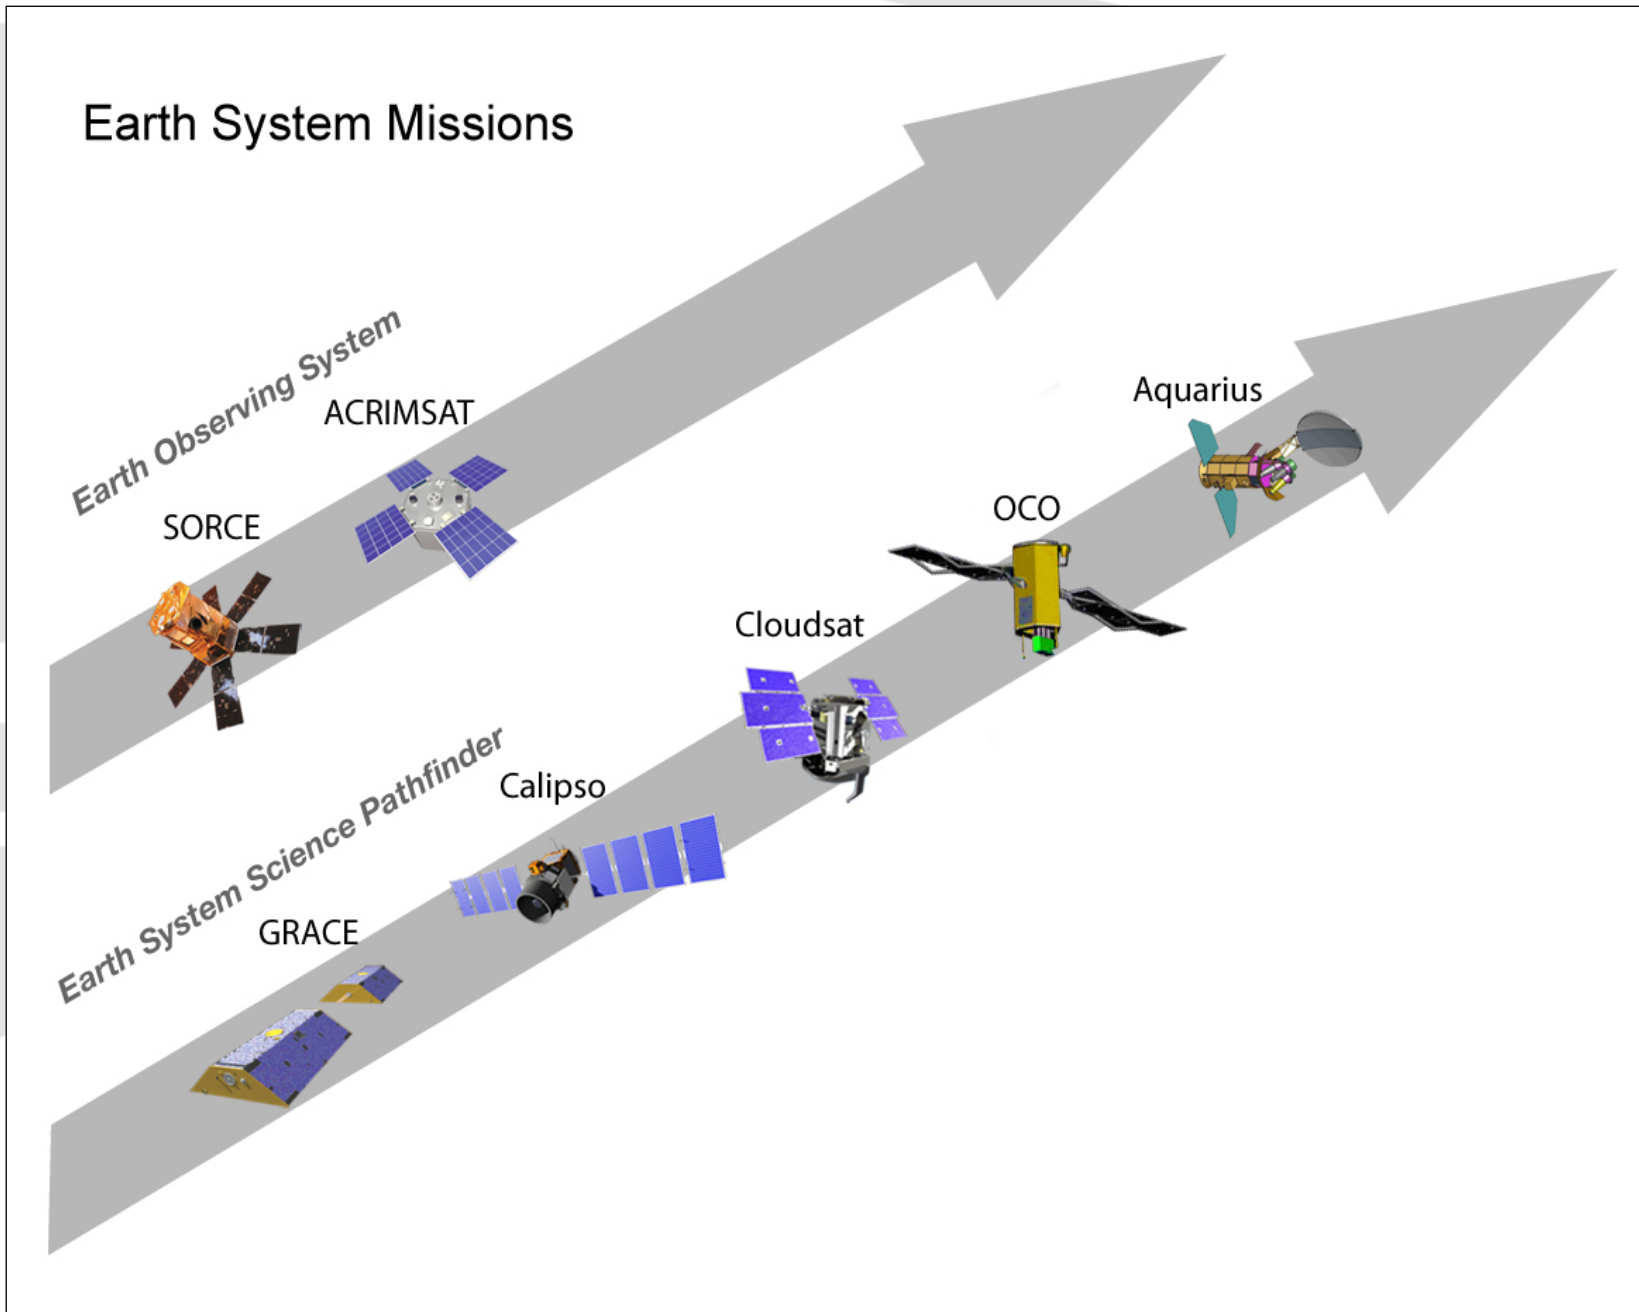 Earth System Missions
Earth Observing System
ACRIMSAT
SORCE
Aquarius
OCO
Cloudsat
Earth System Science Pathfinder
Calipso
GRACE